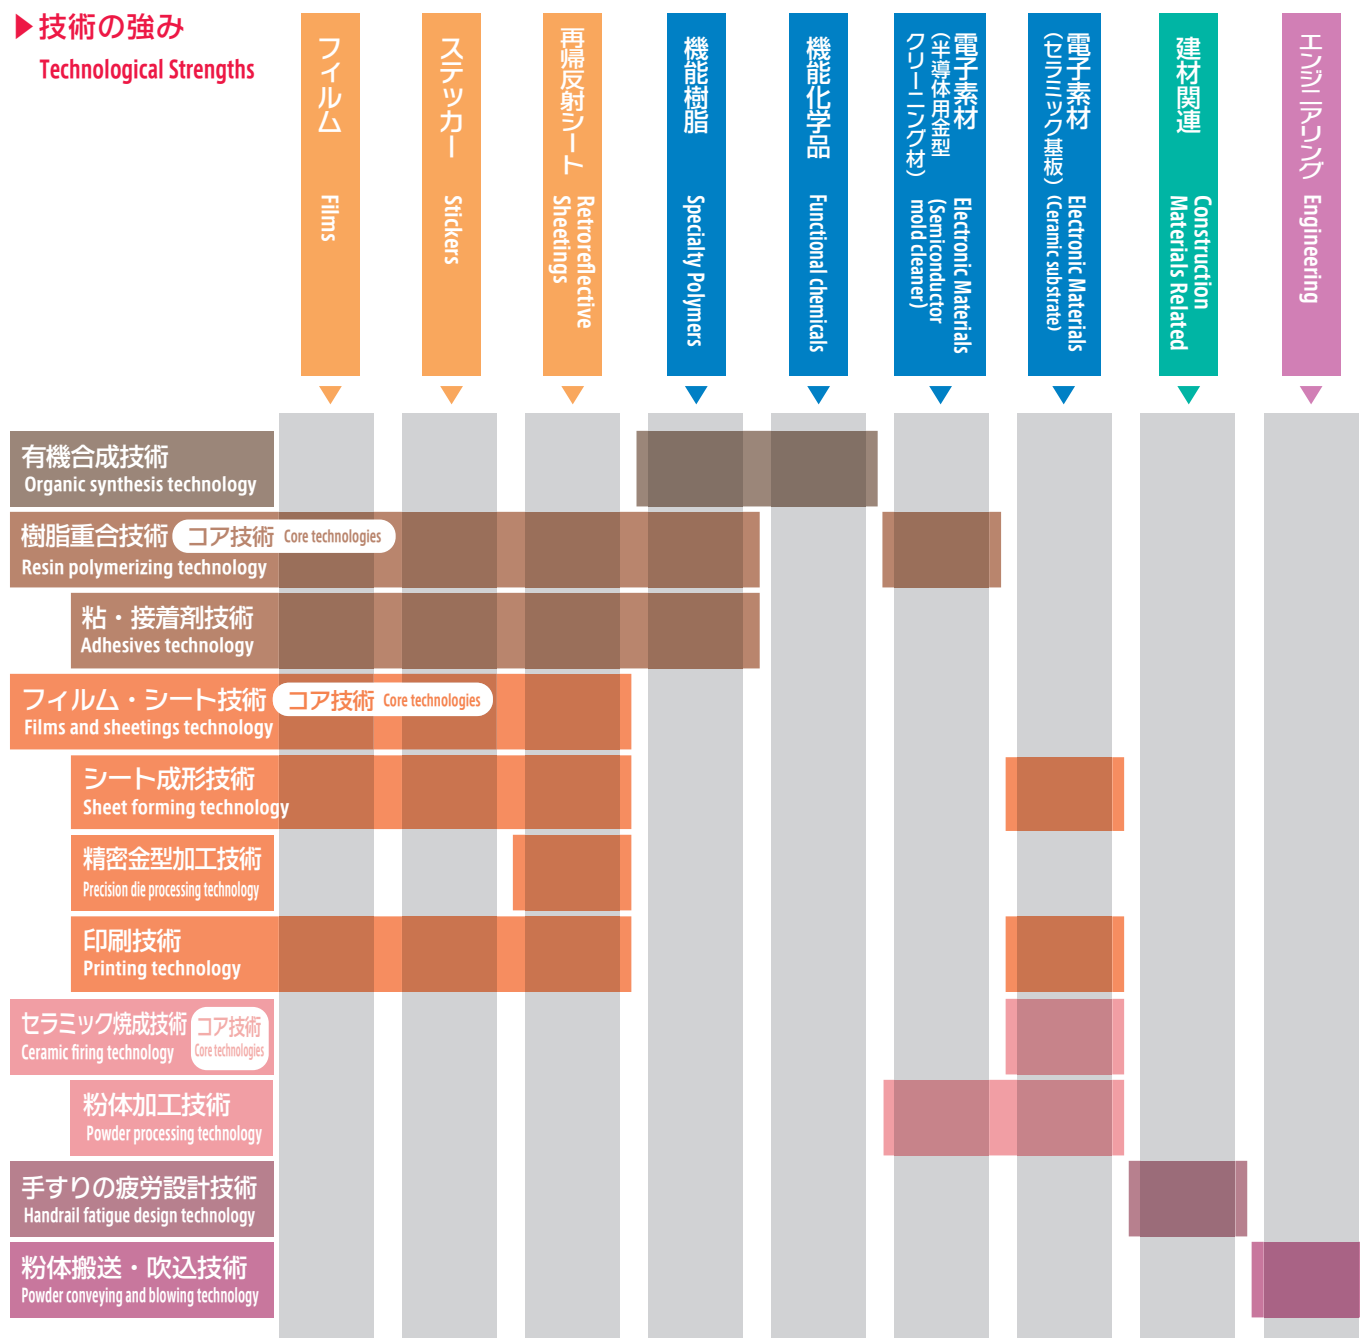 技術の強み
Technological Strengths
フィルム
Films
ステッカー
Stickers
再帰反射シート
Retroreflective
Sheetings
機能樹脂
Specialty Polymers
機能化学品
Functional chemicals
電子素材
(半導体用金型
クリーニング材)
Electronic Materials
(Semiconductor
mold cleaner)
電子素材
(セラミック基板)
Electronic Materials
(Ceramic substrate)
建材関連
Construction
Materials Related
エンジニアリング
Engineering
有機合成技術
Organic synthesis technology
樹脂重合技術 コア技術 Core technologies
Resin polymerizing technology
粘・接着剤技術
Adhesives technology
フィルム・シート技術 コア技術 Core technologies
Films and sheetings technology
シート成形技術
Sheet forming technology
精密金型加工技術
Precision die processing technology
印刷技術
Printing technology
セラミック焼成技術 コア技術
Ceramic firing technology Core technologies
粉体加工技術
Powder processing technology
手すりの疲労設計技術
Handrail fatigue design technology
粉体搬送・吹込技術
Powder conveying and blowing technology